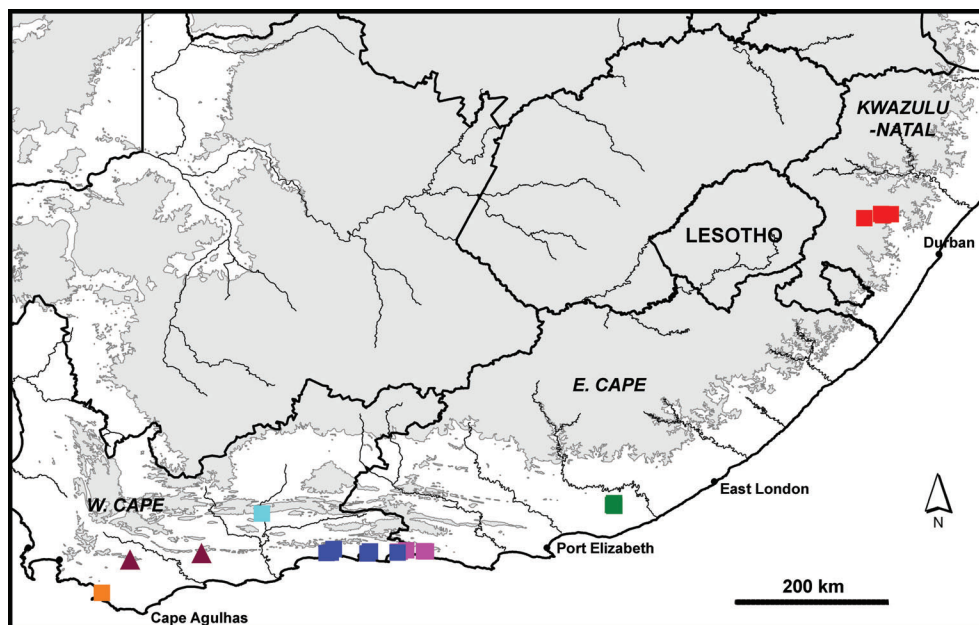 KWAZULU
-NATAL
LESOTHO
Durban
E. CAPE
East London
W. CAPE
N
Port Elizabeth
200 km
Cape Agulhas